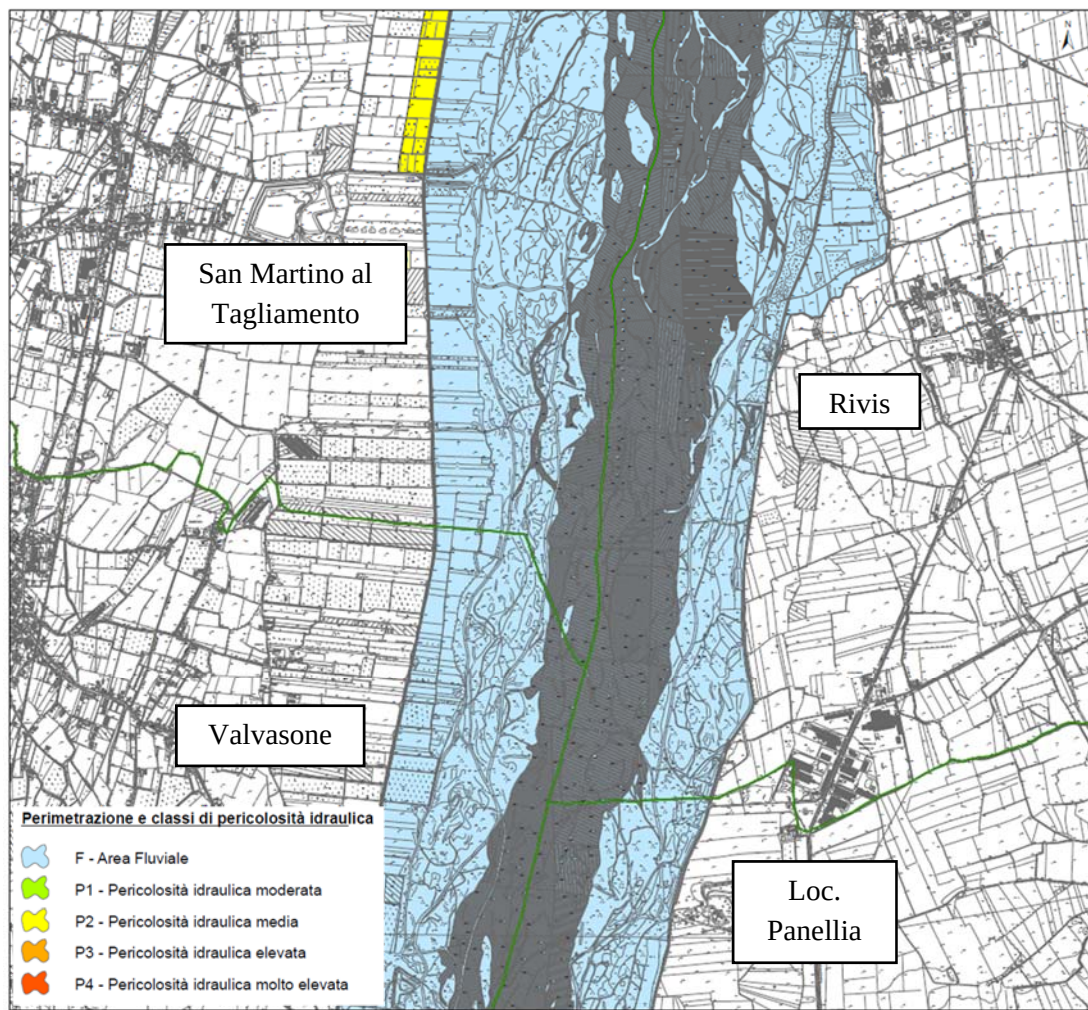 N
San Martino al
Tagliamento
Rivis
Valvasone
Loc.
Panellia
Perimetrazione e classi di pericolosità idraulica
F - Area Fluviale
P1 - Pericolosità idraulica moderata
P2 - Pericolosità idraulica media
P3 - Pericolosità idraulica elevata
P4 - Pericolosità idraulica molto elevata